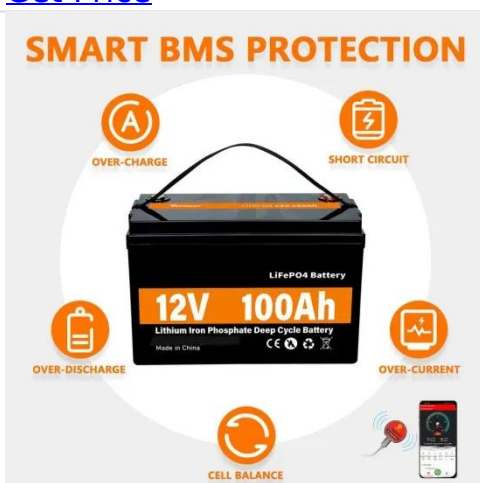 SMART BMS PROTECTION
A
OVER-CHARGE
SHORT CIRCUIT
LiFePO4 Battery
12V 100Ah
Lithium Iron Phosphate Deep Cycle Battery
Made in China
CE
OVER-DISCHARGE
OVER-CURRENT
CELL BALANCE